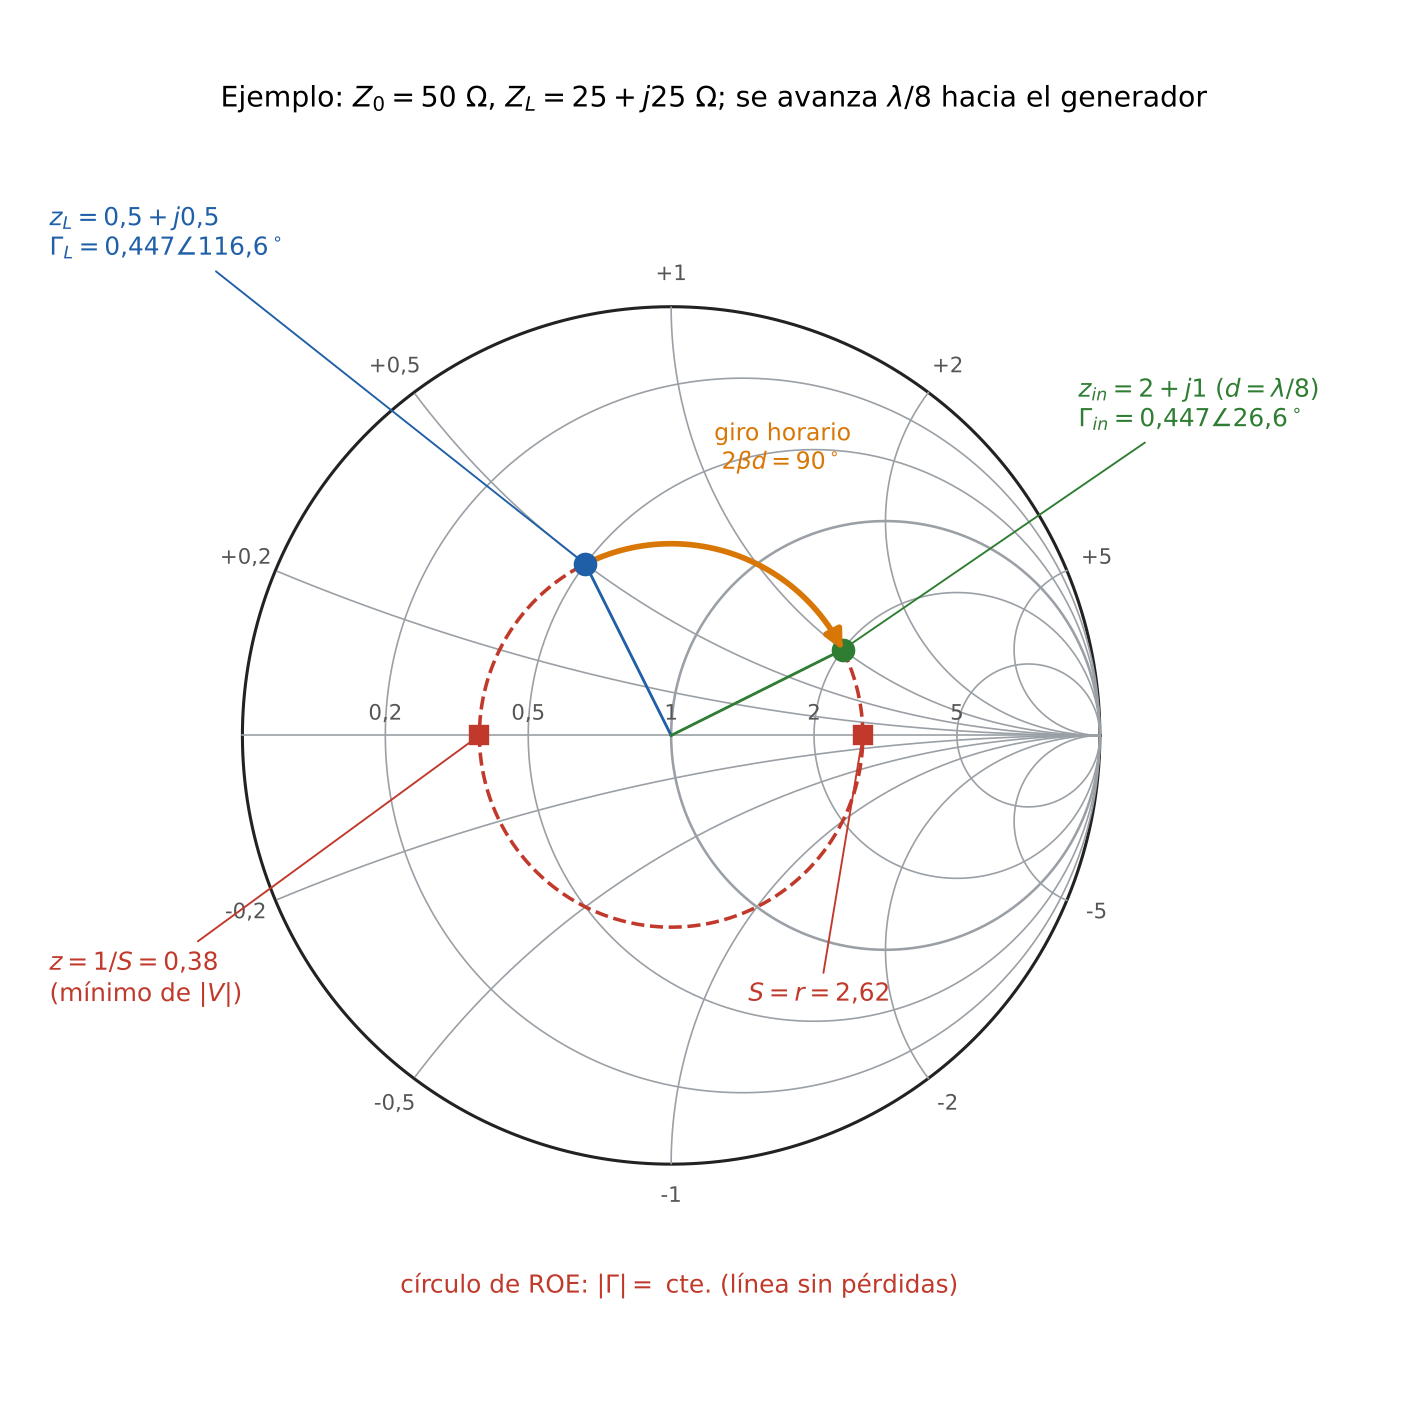 Ejemplo: Z₀ = 50 Ω, Z_L = 25 + j25 Ω; se avanza λ/8 hacia el generador
z_L = 0,5 + j0,5
Γ_L = 0,447∠116,6°
+1
+0,5
+2
z_in = 2 + j1 (d = λ/8)
Γ_in = 0,447∠26,6°
giro horario
2βd = 90°
+0,2
+5
0,2
0,5
1
2
5
-0,2
-5
z = 1/S = 0,38
(mínimo de |V|)
S = r = 2,62
-0,5
-2
-1
círculo de ROE: |Γ| = cte. (línea sin pérdidas)